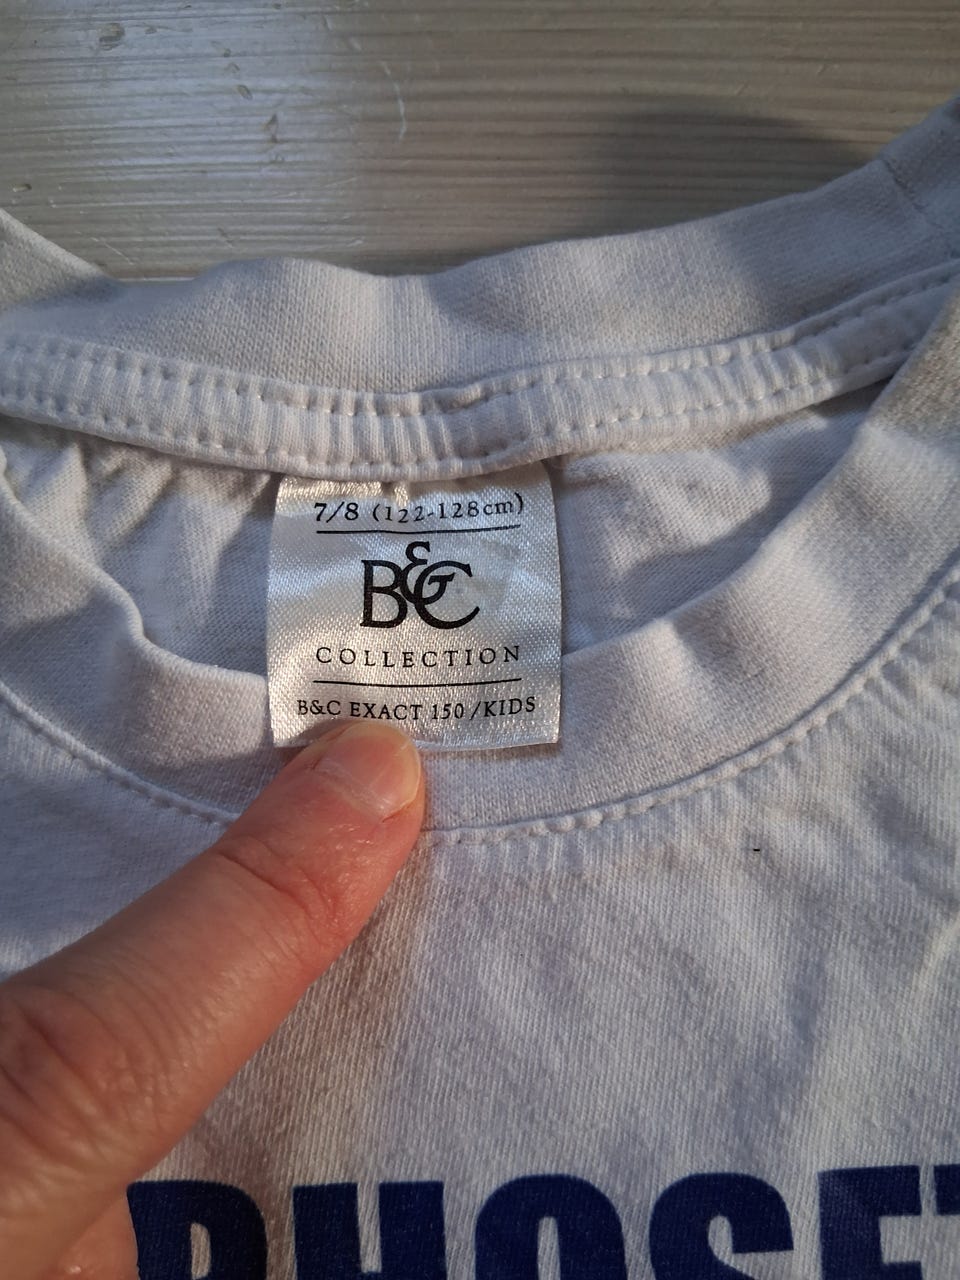 7/8 (122-128cm)
B&C
COLLECTION
B&C EXACT 150 /KIDS